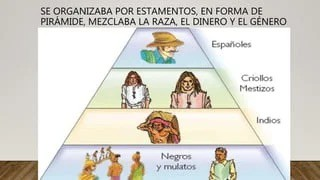 SE ORGANIZABA POR ESTAMENTOS, EN FORMA DE
PIRÁMIDE, MEZCLABA LA RAZA, EL DINERO Y EL GÉNERO
Españoles
Criollos
Mestizos
Indios
Negros
y mulatos